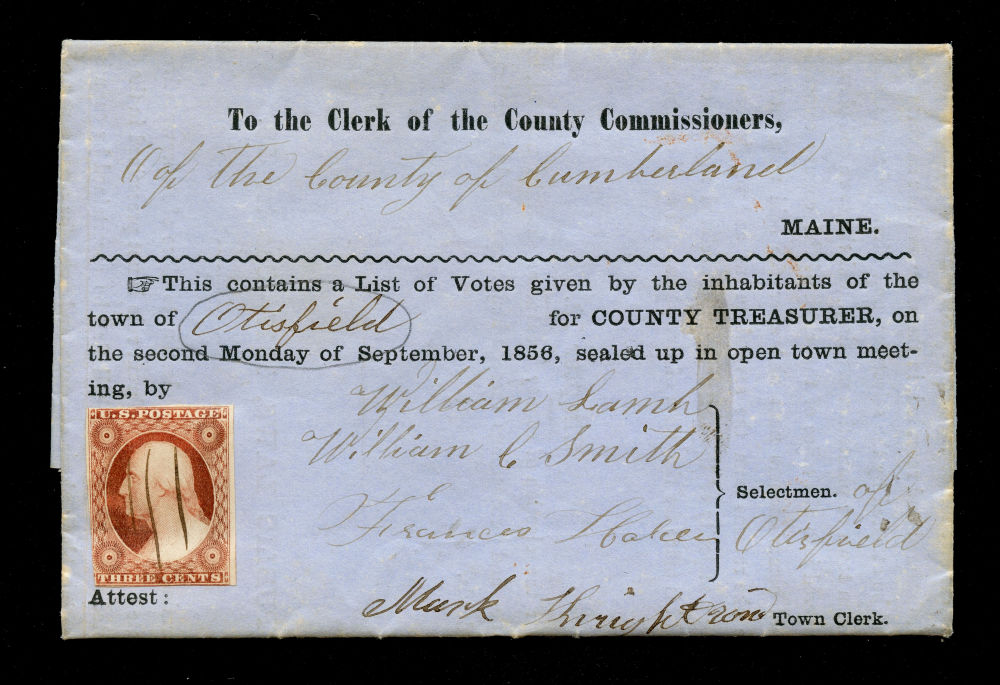 To the Clerk of the County Commissioners,
of the County of Cumberland
MAINE.
☞This contains a List of Votes given by the inhabitants of the
town of Otisfield for COUNTY TREASURER, on
the second Monday of September, 1856, sealed up in open town meet-
ing, by
William Lamb
William C Smith
Frances
Selectmen. of
Otisfield
U.S. POSTAGE
THREE CENTS
Attest: Mark Knight Town Clerk.